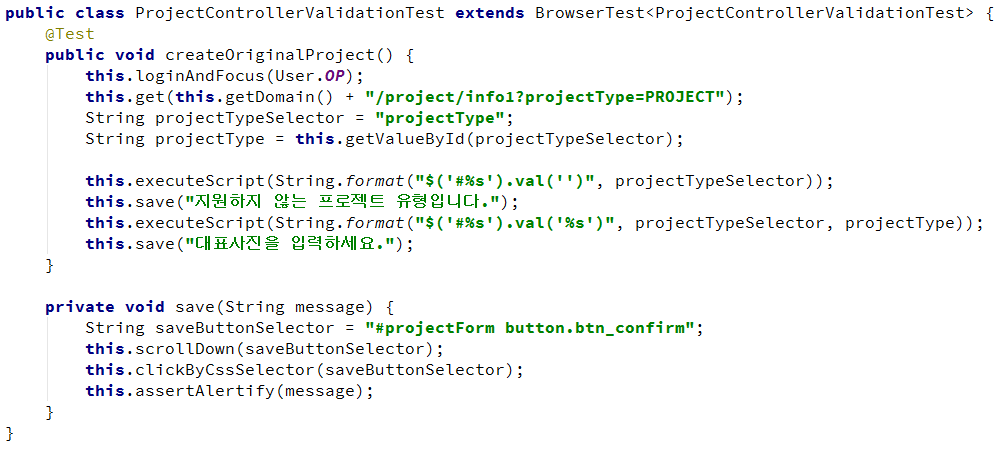 public class ProjectControllerValidationTest extends BrowserTest<ProjectControllerValidationTest> {
    @Test
    public void createOriginalProject() {
        this.loginAndFocus(User.OP);
        this.get(this.getDomain() + "/project/info1?projectType=PROJECT");
        String projectTypeSelector = "projectType";
        String projectType = this.getValueById(projectTypeSelector);

        this.executeScript(String.format("$('#%s').val('')", projectTypeSelector));
        this.save("지원하지 않는 프로젝트 유형입니다.");
        this.executeScript(String.format("$('#%s').val('%s')", projectTypeSelector, projectType));
        this.save("대표사진을 입력하세요.");
    }

    private void save(String message) {
        String saveButtonSelector = "#projectForm button.btn_confirm";
        this.scrollDown(saveButtonSelector);
        this.clickByCssSelector(saveButtonSelector);
        this.assertAlertify(message);
    }
}